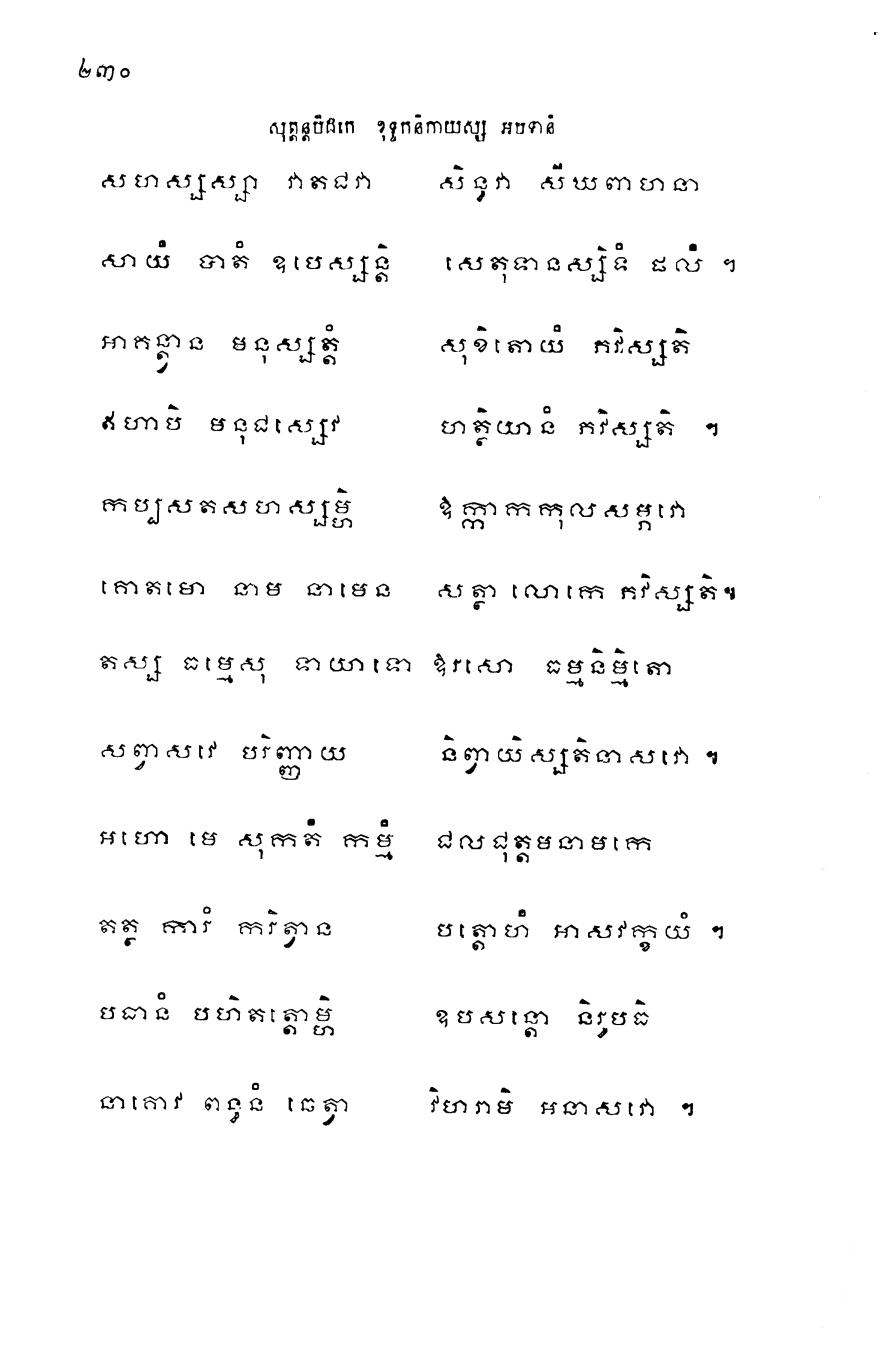 ២៣០
សុត្តន្តបិដកេ ខុទ្ទកនិកាយស្ស អបទានំ
សហស្សស្សា វាតជវា សិន្ធវា សីឃពាហនា
សាយំ បាតំ ឧបេស្សន្តិ សេតុទានស្សិទំ ផលំ ។
អាកន្ត្វាន មនុស្សត្តំ សុខិតោយំ ភវិស្សតិ
ឥហាបិ មនុជស្សេវ ហត្ថិយានំ ភវិស្សតិ ។
កប្បសតសហស្សម្ហិ ឱក្កាកកុលសម្ភវោ
គោតមោ នាម នាមេន សត្ថា លោកេ ភវិស្សតិ។
តស្ស ធម្មេសុ ទាយាទោ ឱរសោ ធម្មនិម្មិតោ
សព្វាសវេ បរិញ្ញាយ និព្វាយិស្សតិនាសវោ ។
អហោ មេ សុកតំ កម្មំ ជលជុត្តមនាមកេ
តត្ថ ការំ ករិត្វាន បត្តោហំ អាសវក្ខយំ ។
បធានំ បហិតត្តោម្ហិ ឧបសន្តោ និរូបធិ
នាគោវ ពន្ធនំ ឆេត្វា វិហរាមិ អនាសវោ ។